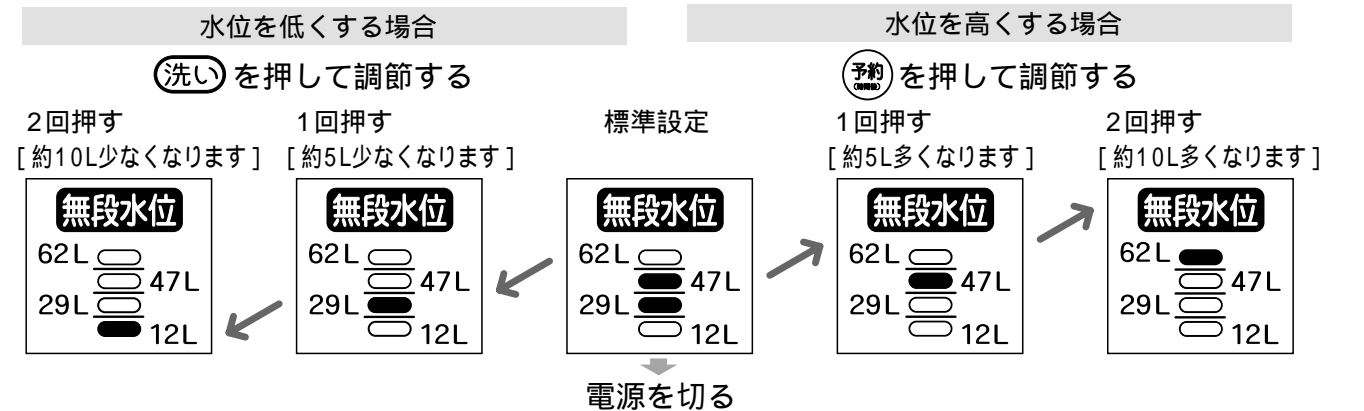 水位を低くする場合
水位を高くする場合
洗い を押して調節する
予約 を押して調節する
2回押す
1回押す
標準設定
1回押す
2回押す
[約10L少なくなります]
[約5L少なくなります]
[約5L多くなります]
[約10L多くなります]
無段水位
62L
47L
29L
12L
無段水位
62L
47L
29L
12L
無段水位
62L
47L
29L
12L
無段水位
62L
47L
29L
12L
無段水位
62L
47L
29L
12L
電源を切る